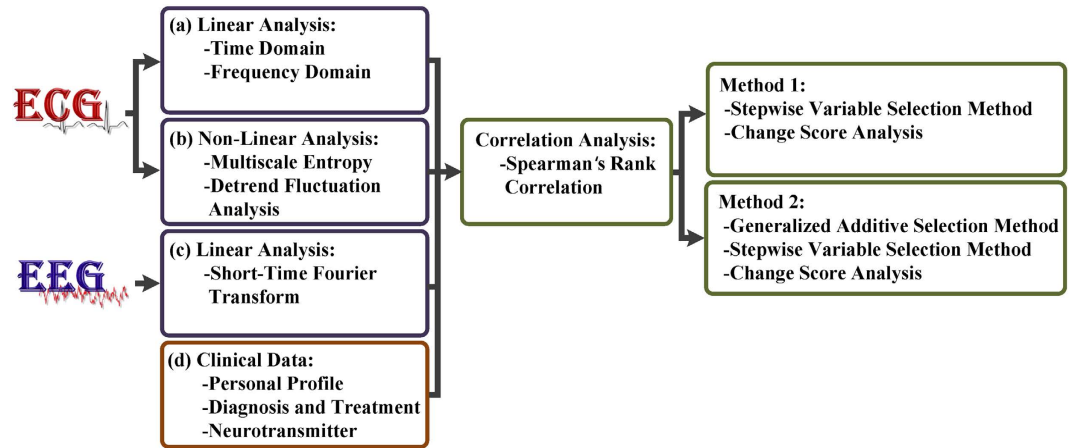 ECG
(a) Linear Analysis:
-Time Domain
-Frequency Domain
(b) Non-Linear Analysis:
-Multiscale Entropy
-Detrend Fluctuation
Analysis
EEG
(c) Linear Analysis:
-Short-Time Fourier
Transform
(d) Clinical Data:
-Personal Profile
-Diagnosis and Treatment
-Neurotransmitter
Correlation Analysis:
-Spearman‘s Rank
Correlation
Method 1:
-Stepwise Variable Selection Method
-Change Score Analysis
Method 2:
-Generalized Additive Selection Method
-Stepwise Variable Selection Method
-Change Score Analysis